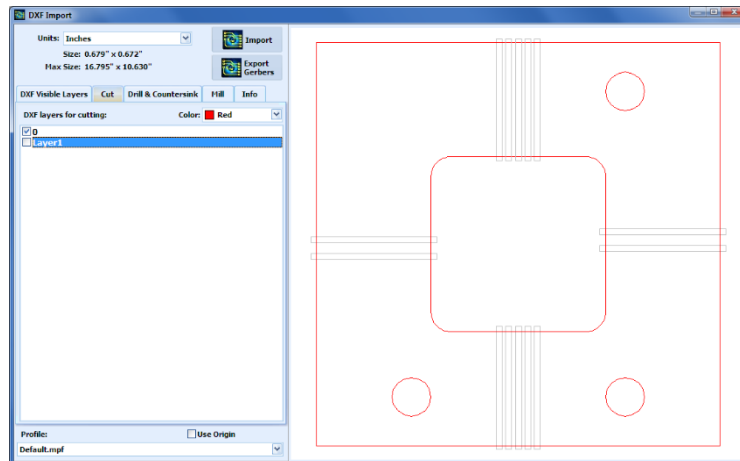 DXF Import
Units: Inches
Import
Size: 0.679" x 0.672"
Max Size: 16.795" x 10.630"
Export
Gerbers
DXF Visible Layers Cut Drill & Countersink Mill Info
DXF layers for cutting: Color: Red
0
Layer1
Profile: Use Origin
Default.mpf